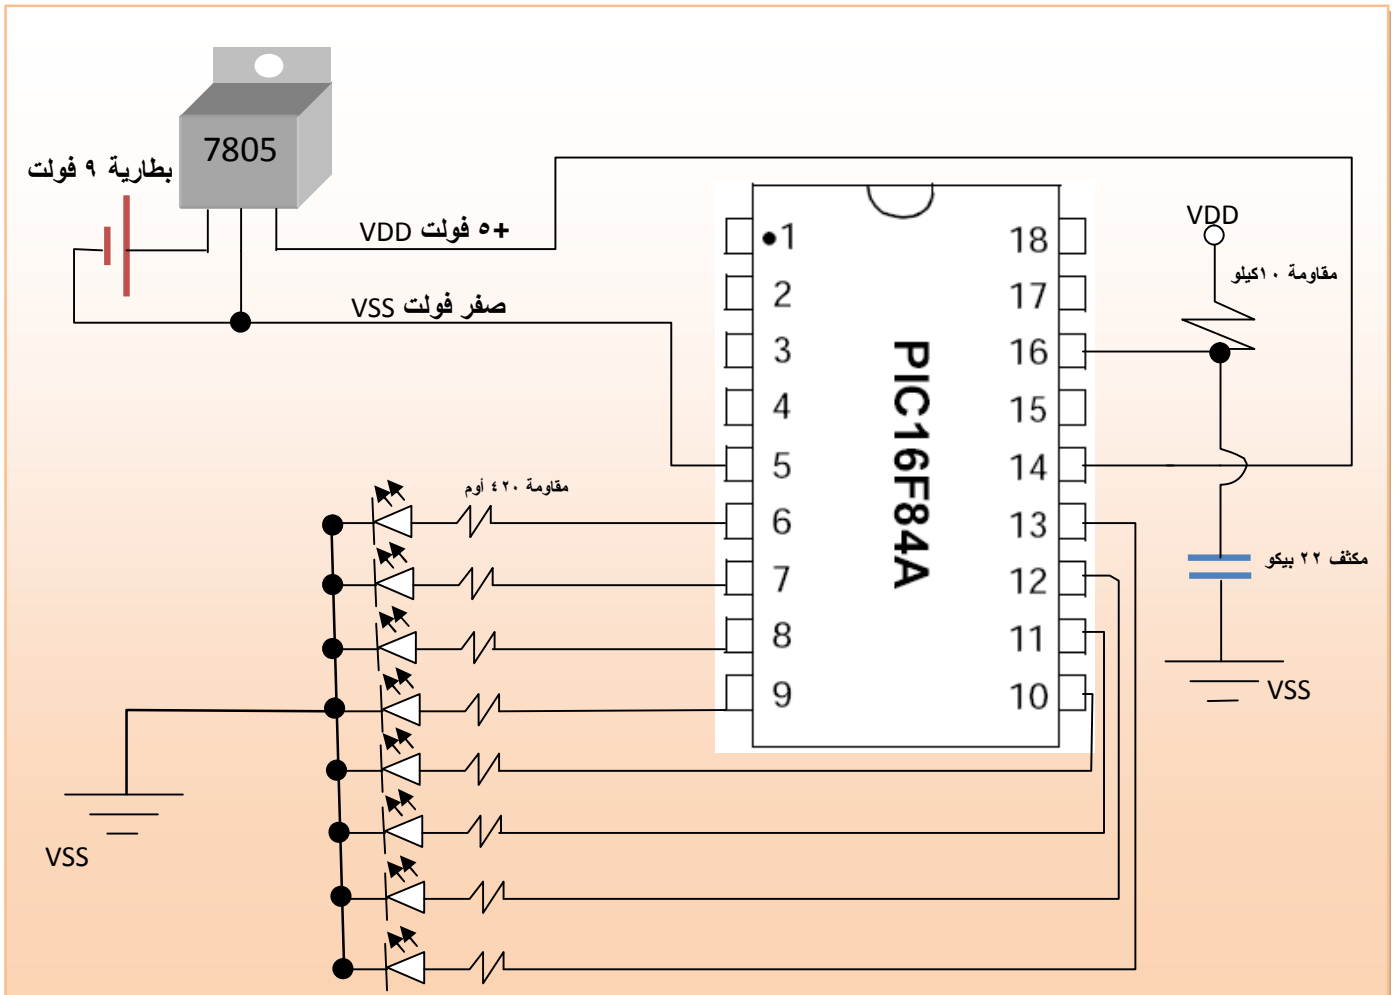 7805
بطارية ٩ فولت
VDD فولت ٥+
VSS صفر فولت
VDD
مقاومة ١٠كيلو
1
2
3
4
5
6
7
8
9
PIC16F84A
18
17
16
15
14
13
12
11
10
مقاومة ٤٢٠ أوم
مكثف ٢٢ بيكو
VSS
VSS